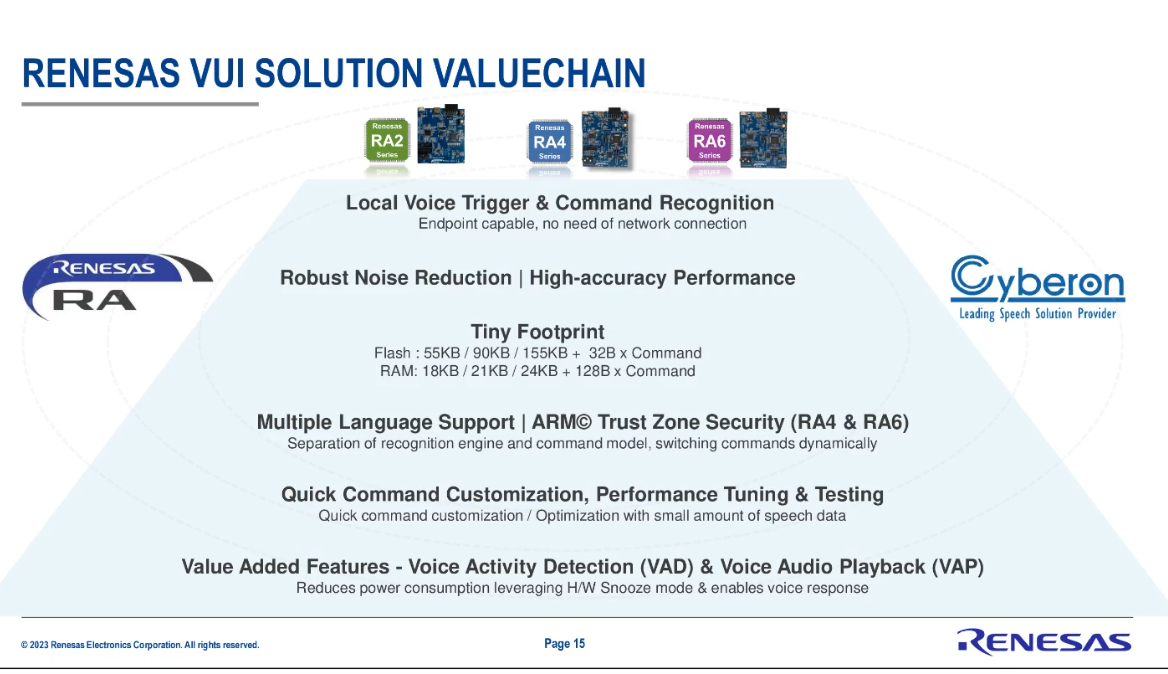 RENESAS VUI SOLUTION VALUECHAIN
Renesas
RA2
Series
Renesas
RA4
Series
Renesas
RA6
Series
Local Voice Trigger & Command Recognition
Endpoint capable, no need of network connection
RENESAS
RA
Cyberon
Leading Speech Solution Provider
Robust Noise Reduction | High-accuracy Performance
Tiny Footprint
Flash : 55KB / 90KB / 155KB + 32B x Command
RAM: 18KB / 21KB / 24KB + 128B x Command
Multiple Language Support | ARM© Trust Zone Security (RA4 & RA6)
Separation of recognition engine and command model, switching commands dynamically
Quick Command Customization, Performance Tuning & Testing
Quick command customization / Optimization with small amount of speech data
Value Added Features - Voice Activity Detection (VAD) & Voice Audio Playback (VAP)
Reduces power consumption leveraging H/W Snooze mode & enables voice response
© 2023 Renesas Electronics Corporation. All rights reserved.
Page 15
RENESAS